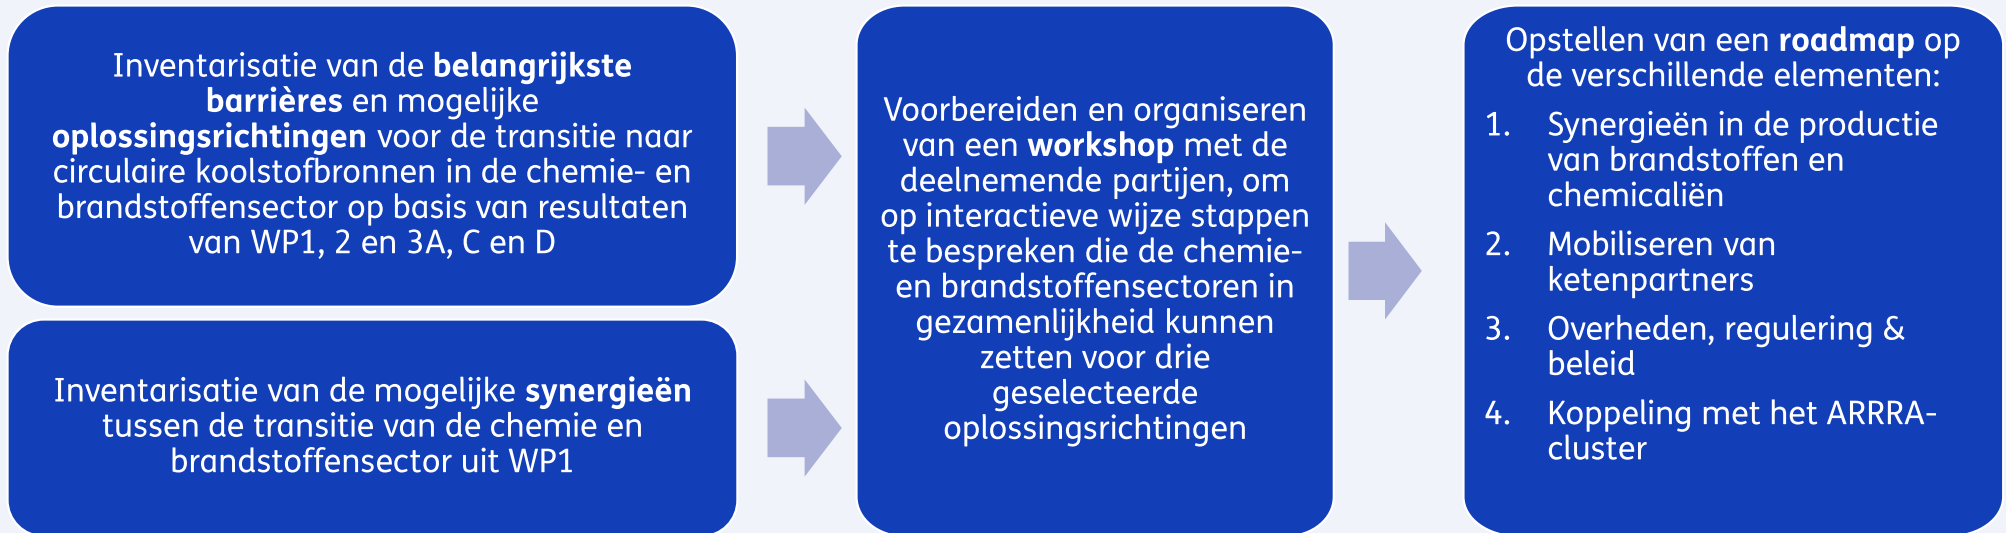 Inventarisatie van de belangrijkste
barrières en mogelijke
oplossingsrichtingen voor de transitie naar
circulaire koolstofbronnen in de chemie- en
brandstoffensector op basis van resultaten
van WP1, 2 en 3A, C en D
Inventarisatie van de mogelijke synergieën
tussen de transitie van de chemie en
brandstoffensector uit WP1
Voorbereiden en organiseren
van een workshop met de
deelnemende partijen, om
op interactieve wijze stappen
te bespreken die de chemie-
en brandstoffensectoren in
gezamenlijkheid kunnen
zetten voor drie
geselecteerde
oplossingsrichtingen
Opstellen van een roadmap op
de verschillende elementen:
1. Synergieën in de productie
van brandstoffen en
chemicaliën
2. Mobiliseren van
ketenpartners
3. Overheden, regulering &
beleid
4. Koppeling met het ARRRA-
cluster